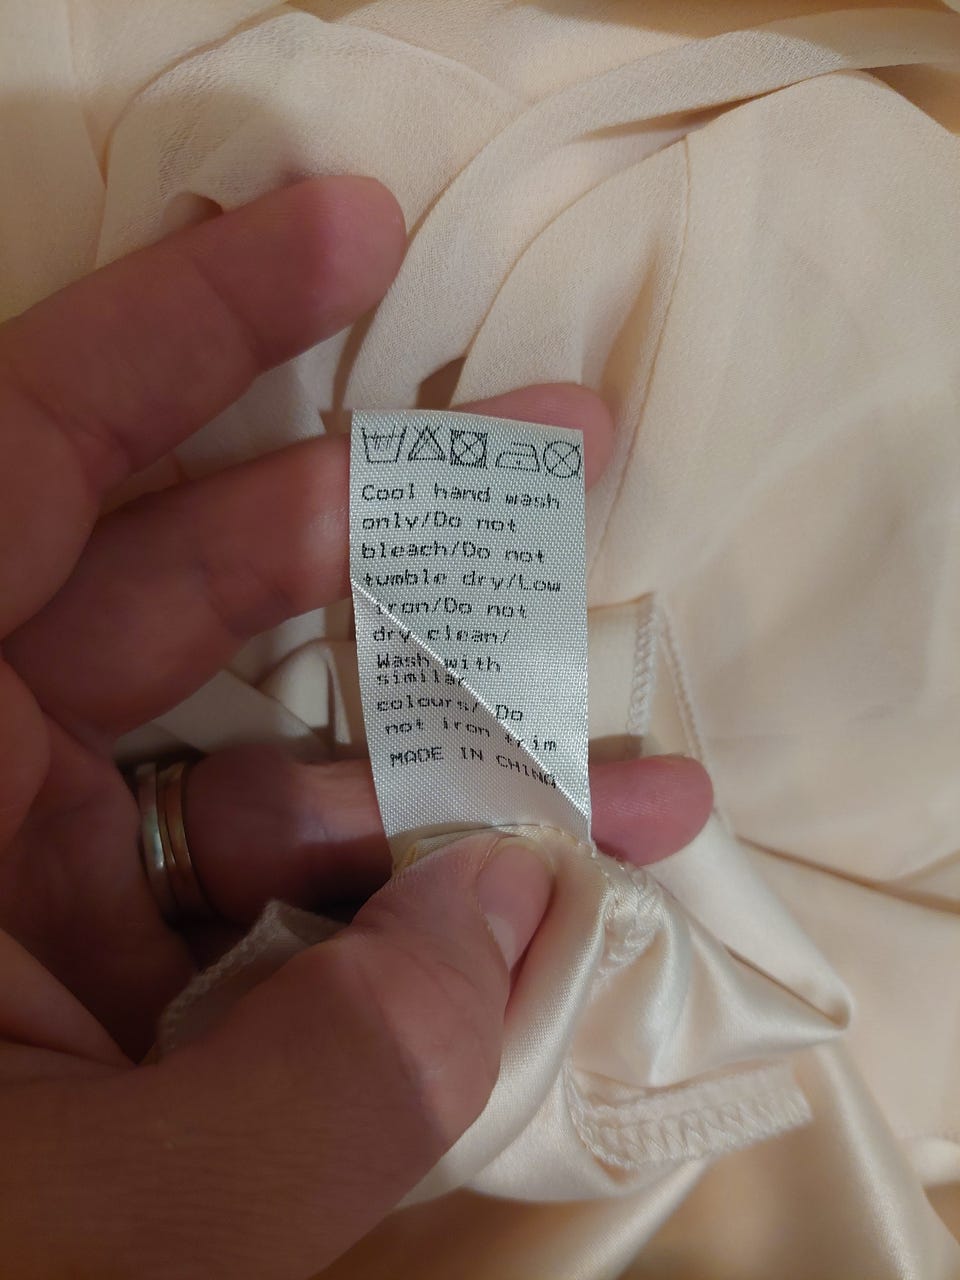 Cool hand wash
only/Do not
bleach/Do not
tumble dry/Low
iron/Do not
dry clean/
Wash with
similar
colours/ Do
not iron trim
MADE IN CHINA